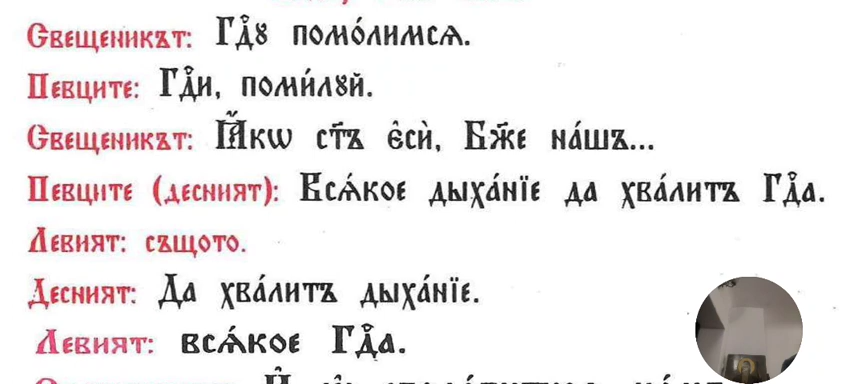 Свещеникът: Гдⷭ҇ꙋ помо́лимсѧ.
Певците: Гдⷭ҇и, поми́лꙋй.
Свещеникът: Ꙗ҆́кѡ ст҃ъ є҆сѝ, Бж҃е на́шъ...
Певците (десният): Всѧ́кое дыха́нїе да хва́литъ Гдⷭ҇а.
Левият: същото.
Десният: Да хва́литъ дыха́нїе.
Левият: всѧ́кое Гдⷭ҇а.